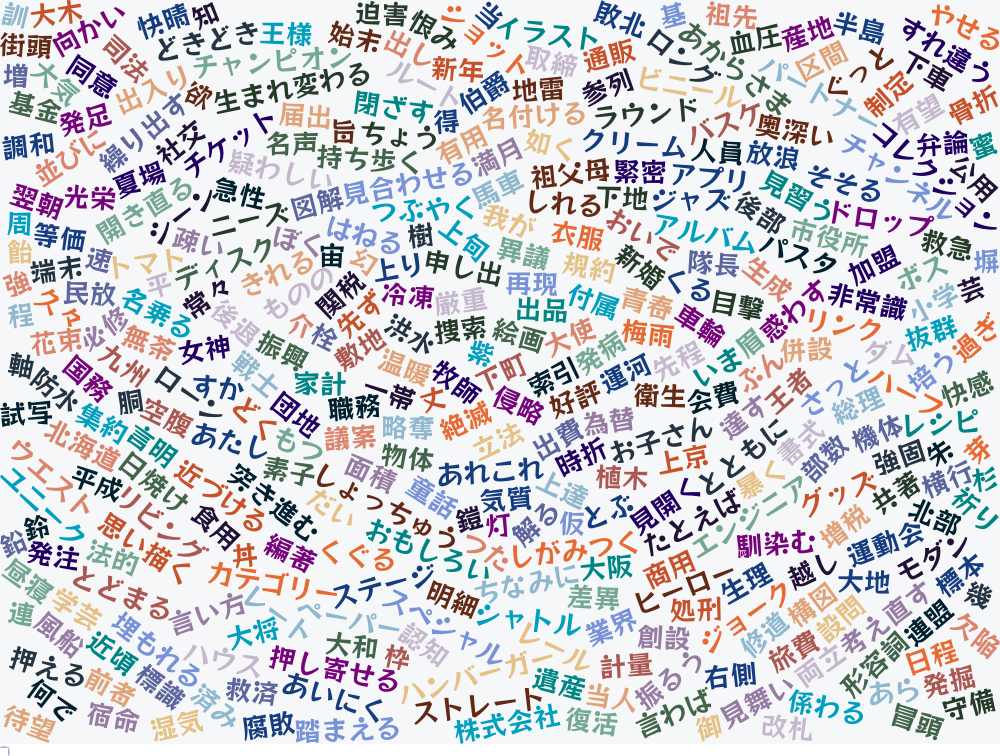 訓
大木
快晴
知
迫害
恨み
ショット
当
イラスト
敗北
基
祖先
やせる
街頭
向かい
司法
どきどき
王様
始末
出し
取締
通販
ロング
あからさま
血圧
産地
半島
すれ違う
増
大気
同意
出入り
チャンピオン
ルート
新年
ビニール
パートナー
区間
ぐっと
下車
基金
発足
欲
生まれ変わる
閉ざす
伯爵
地雷
参列
制定
有望
骨折
調和
並びに
繰り出す
社交
チケット
届出
旨
ちょう
得
有用
名付ける
ラウンド
バスケ
奥深い
コレクション
弁論
蜜
名声
持ち歩く
疑わしい
満月
如く
クリーム
人員
放浪
チャンネル
公用
翌朝
光栄
夏場
急性
図解
見合わせる
馬車
祖父母
緊密
アプリ
見習う
そそる
ドロップ
周
等価
開き直る
シーン
ニーズ
つぶやく
しれる
下地
ジャズ
後部
市役所
救急
飴
端末
速
トマト
疎い
ディスク
ぼく
はねる
樹
上旬
我が
衣服
おいで
アルバム
パスタ
加盟
ボス
堀
強
民放
平
常々
きれる
宙
幻
上り
申し出
異議
規約
新婚
隊長
生成
非常識
小学
芸
程
名乗る
後退
ものの
関税
冷凍
厳重
再現
出品
付属
青春
くる
目撃
惑わす
リンク
抜群
過ぎ
花束
必修
無茶
女神
振興
介
栓
先ず
洪水
捜索
絵画
大使
梅雨
車輪
眉
併設
ダム
軸
防水
国務
九州
戦士
敷地
温暖
紫
下町
索引
発病
先程
いま
ぶん
さっと
ハーフ
培う
快感
試写
胴
ローン
すか
家計
一帯
牧師
侵略
好評
運河
衛生
会費
王者
総理
レシピ
集約
空腹
どく
団地
職務
丈
絶滅
立法
出費
為替
お子さん
達す
善式
部数
機体
芽
北海道
言明
あたし
もつ
議案
略奪
物体
時折
上京
ともに
強固
朱
杉
ウエスト
日焼け
近づける
素子
面積
あれこれ
上達
植木
と
暴く
グッズ
共著
横行
祈り
ユニーク
平成
リビング
突き進む
しょっちゅう
童話
気質
とぶ
見開く
エンジニア
北部
鈴
思い描く
食用
だい
鎧
灯
解
る
仮
たとえば
馴染む
増税
運動会
モダン
鉛
発注
法的
丼
編著
くぐる
おもしろい
つた
しがみつく
大阪
商用
越し
大地
標本
昼寝
学芸
とどまる
カテゴリー
ステージ
明細
ちなみに
差異
ヒーロー
生理
ジョーク
構図
幾
連
風船
言い方
ペーパー
スペシャル
シャトル
業界
処刑
修道
設問
考え直す
連盟
欠陥
近頃
埋もれる
大将
大和
枠
認知
創設
旅費
両立
形容詞
日程
押える
ハウス
押し寄せる
ハンバーガー
計量
振るう
右側
発掘
何で
前者
標識
済み
救済
あいにく
遺産
当人
言わば
見舞い
係わる
あら
守備
待望
宿命
湿気
腐敗
踏まえる
ストレート
株式会社
復活
御
改札
冒頭